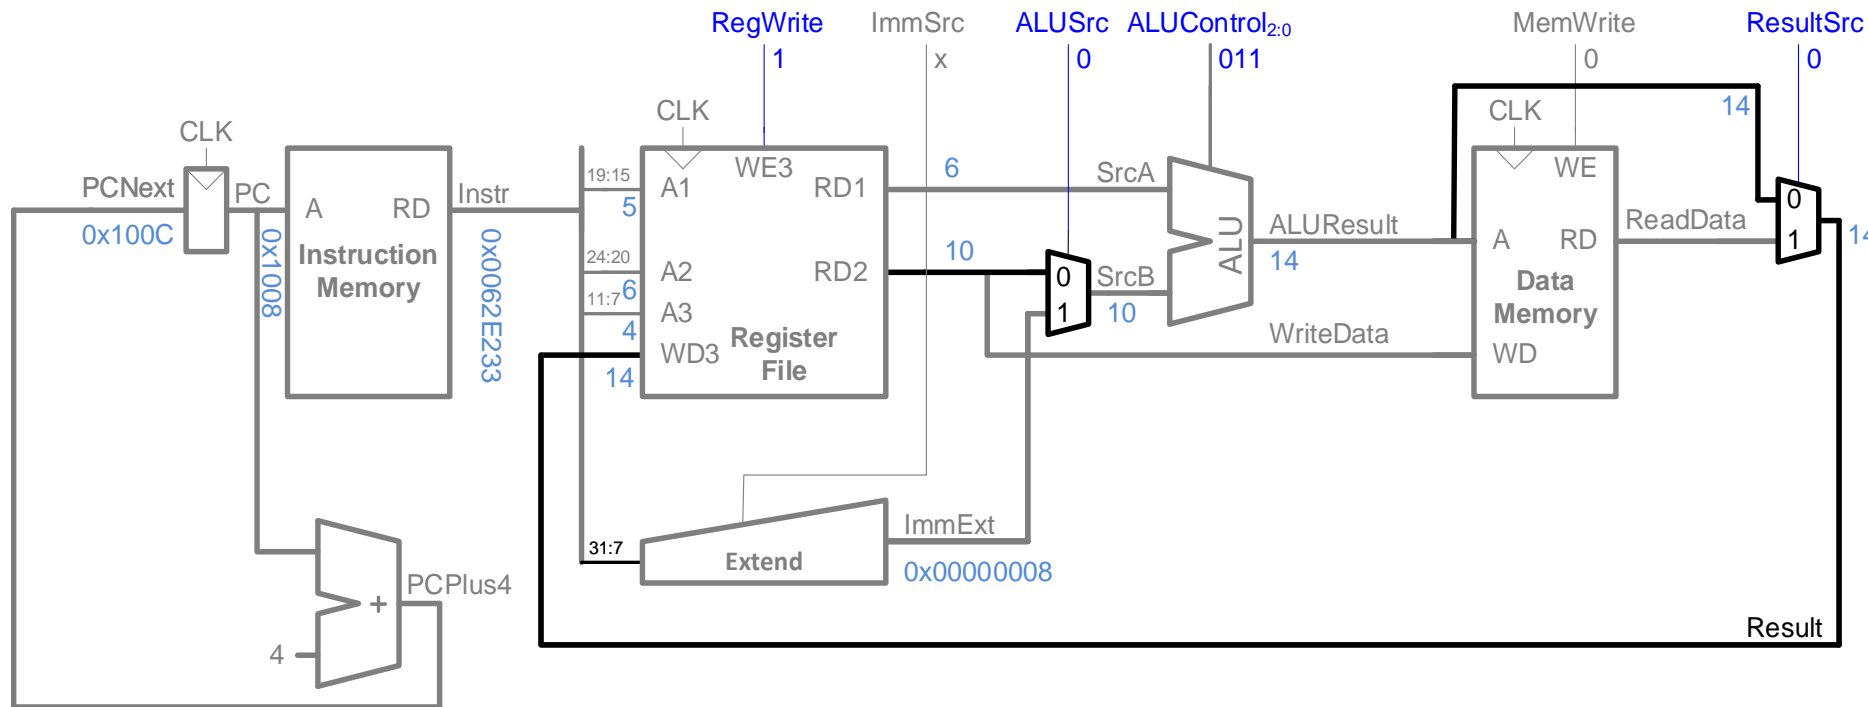 RegWrite ImmSrc ALUSrc ALUControl2:0 MemWrite ResultSrc
1 x 0 011 0 0
14
CLK CLK CLK
PCNext PC Instr
0x100C 0x1008 0x0062E233
A RD
Instruction
Memory
19:15 A1 WE3 RD1 6 SrcA
5
24:20 A2 RD2 10 0 SrcB
6
11:7 A3 1 10
4
WD3 Register
File
14
ALU ALUResult
14
WriteData
WE
A RD ReadData
Data
Memory
WD
0
1 14
31:7 Extend ImmExt
0x00000008
PCPlus4
+
4
Result